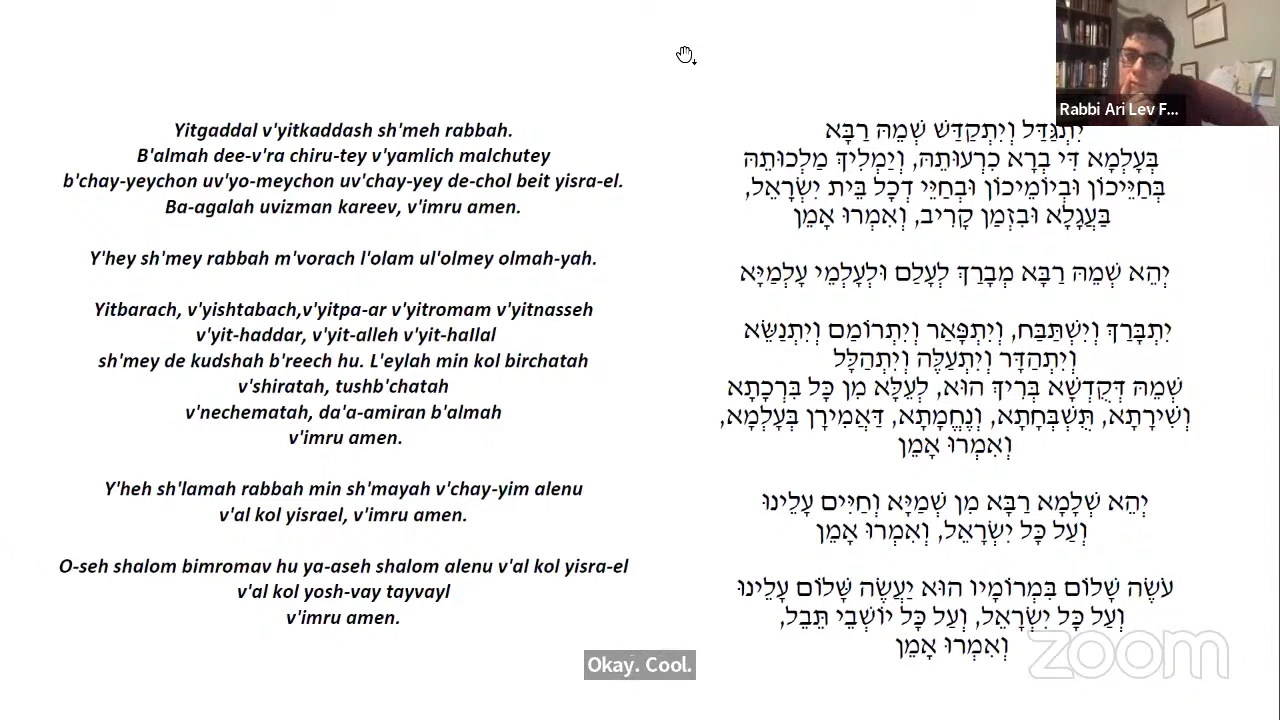 Rabbi Ari Lev F...
Yitgaddal v'yitkaddash sh'meh rabbah.
B'almah dee-v'ra chiru-tey v'yamlich malchutey
b'chay-yeychon uv'yo-meychon uv'chay-yey de-chol beit yisra-el.
Ba-agalah uvizman kareev, v'imru amen.
Y'hey sh'mey rabbah m'vorach l'olam ul'olmey olmah-yah.
Yitbarach, v'yishtabach,v'yitpa-ar v'yitromam v'yitnasseh
v'yit-haddar, v'yit-alleh v'yit-hallal
sh'mey de kudshah b'reech hu. L'eylah min kol birchatah
v'shiratah, tushb'chatah
v'nechematah, da'a-amiran b'almah
v'imru amen.
Y'heh sh'lamah rabbah min sh'mayah v'chay-yim alenu
v'al kol yisrael, v'imru amen.
O-seh shalom bimromav hu ya-aseh shalom alenu v'al kol yisra-el
v'al kol yosh-vay tayvayl
v'imru amen.
יִתְגַּדַּל וְיִתְקַדַּשׁ שְׁמֵהּ רַבָּא
בְּעָלְמָא דִּי בְרָא כִרְעוּתֵהּ, וְיַמְלִיךְ מַלְכוּתֵהּ
בְּחַיֵּיכוֹן וּבְיוֹמֵיכוֹן וּבְחַיֵּי דְכָל בֵּית יִשְׂרָאֵל,
בַּעֲגָלָא וּבִזְמַן קָרִיב, וְאִמְרוּ אָמֵן
יְהֵא שְׁמֵהּ רַבָּא מְבָרַךְ לְעָלַם וּלְעָלְמֵי עָלְמַיָּא
יִתְבָּרַךְ וְיִשְׁתַּבַּח, וְיִתְפָּאַר וְיִתְרוֹמַם וְיִתְנַשֵּׂא
וְיִתְהַדָּר וְיִתְעַלֶּה וְיִתְהַלָּל
שְׁמֵהּ דְּקֻדְשָׁא בְּרִיךְ הוּא, לְעֵלָּא מִן כָּל בִּרְכָתָא
וְשִׁירָתָא, תֻּשְׁבְּחָתָא, וְנֶחֱמָתָא, דַּאֲמִירָן בְּעָלְמָא,
וְאִמְרוּ אָמֵן
יְהֵא שְׁלָמָא רַבָּא מִן שְׁמַיָּא וְחַיִּים עָלֵינוּ
וְעַל כָּל יִשְׂרָאֵל, וְאִמְרוּ אָמֵן
עֹשֶׂה שָׁלוֹם בִּמְרוֹמָיו הוּא יַעֲשֶׂה שָּׁלוֹם עָלֵינוּ
וְעַל כָּל יִשְׂרָאֵל, וְעַל כָּל יוֹשְׁבֵי תֵּבֵל,
וְאִמְרוּ אָמֵן
Okay. Cool.
zoom